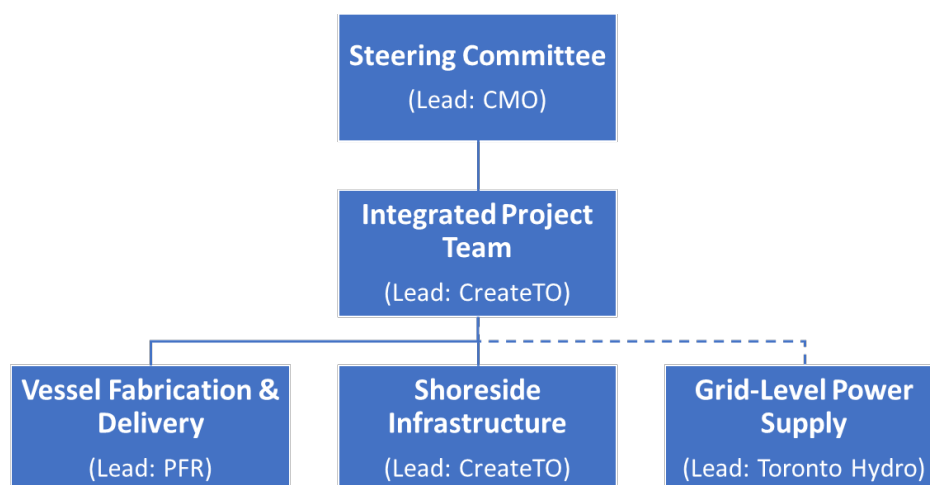 Steering Committee
(Lead: CMO)
Integrated Project
Team
(Lead: CreateTO)
Vessel Fabrication &
Delivery
(Lead: PFR)
Shoreside
Infrastructure
(Lead: CreateTO)
Grid-Level Power
Supply
(Lead: Toronto Hydro)